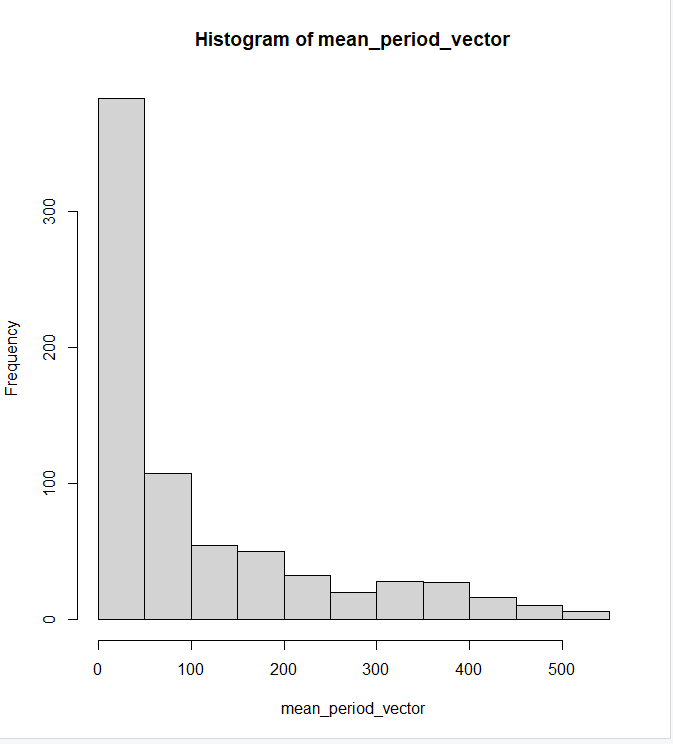 Histogram of mean_period_vector
Frequency
300
200
100
0
0 100 200 300 400 500
mean_period_vector